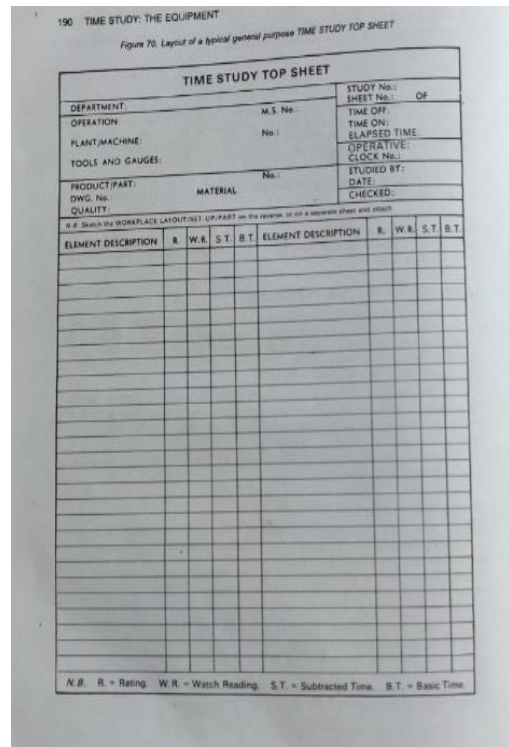 190 TIME STUDY: THE EQUIPMENT
Figure 70. Layout of a typical general purpose TIME STUDY TOP SHEET
TIME STUDY TOP SHEET
DEPARTMENT:
STUDY No.:
SHEET No.: OF
OPERATION: M.S. No.:
TIME OFF:
TIME ON:
PLANT/MACHINE: No.:
ELAPSED TIME:
OPERATIVE:
CLOCK No.:
TOOLS AND GAUGES:
STUDIED BY:
PRODUCT/PART: No.:
DATE:
DWG. No. MATERIAL
CHECKED:
QUALITY:
N.B. Sketch the WORKPLACE LAYOUT/SET-UP/PART on the reverse, or on a separate sheet and attach
ELEMENT DESCRIPTION R. W.R. S.T. B.T. ELEMENT DESCRIPTION R. W.R. S.T. B.T.
N.B. R. = Rating. W.R. = Watch Reading. S.T. = Subtracted Time. B.T. = Basic Time.